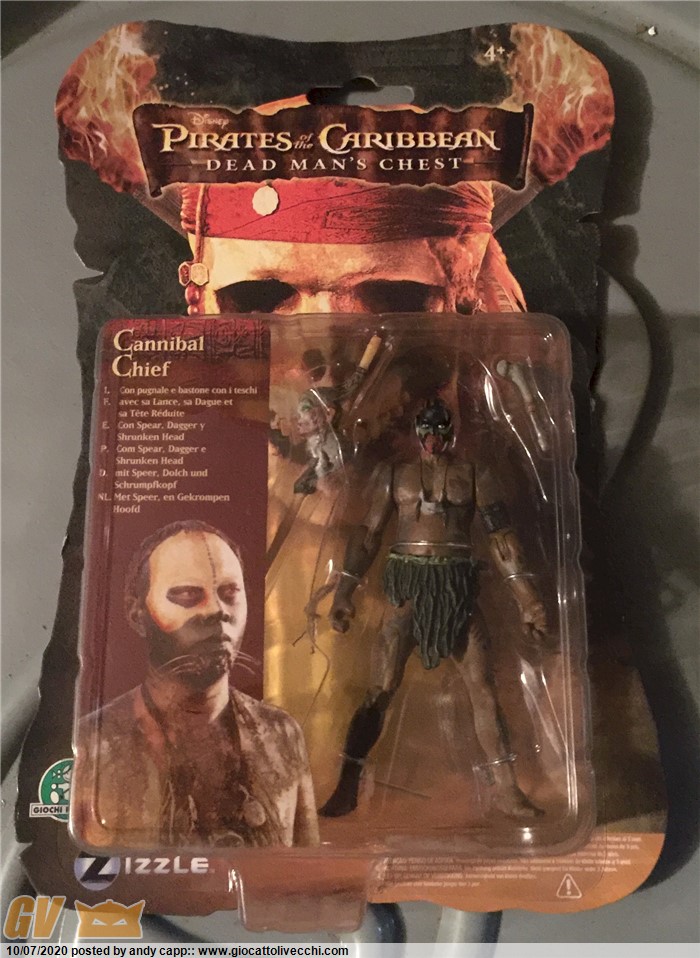 4+
Disney
PIRATES of the CARIBBEAN
DEAD MAN'S CHEST
Cannibal
Chief
I. Con pugnale e bastone con i teschi
F. avec sa Lance, sa Dague et
sa Tête Réduite
E. Con Spear, Dagger y
Shrunken Head
P. Com Spear, Dagger e
Shrunken Head
D. mit Speer, Dolch und
Schrumpfkopf
NL. Met Speer, en Gekrompen
Hoofd
GIOCHI
ZIZZLE
GV
10/07/2020 posted by andy capp:: www.giocattolivecchi.com